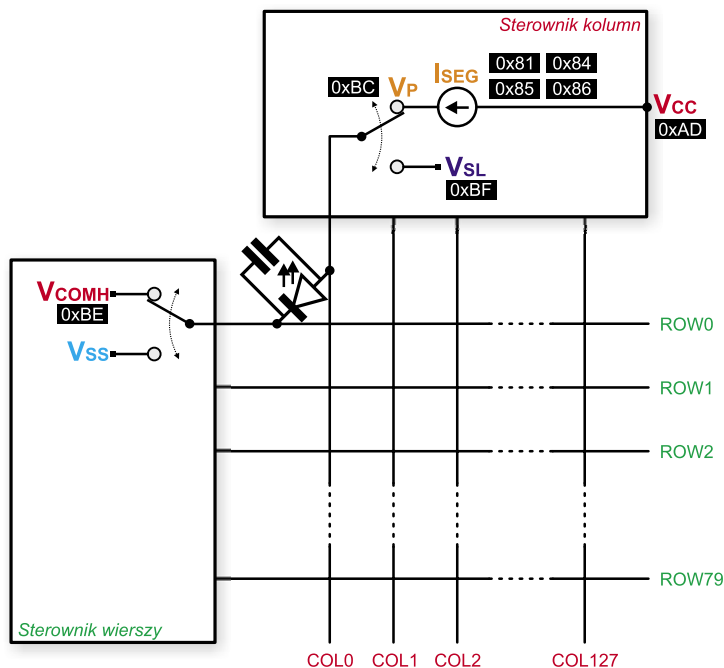 Sterownik kolumn
0x81 0x84
0xBC VP ISEG 0x85 0x86
VCC
0xAD
VSL
0xBF
VCOMH
0xBE
VSS
ROW0
ROW1
ROW2
ROW79
Sterownik wierszy
COL0 COL1 COL2 COL127